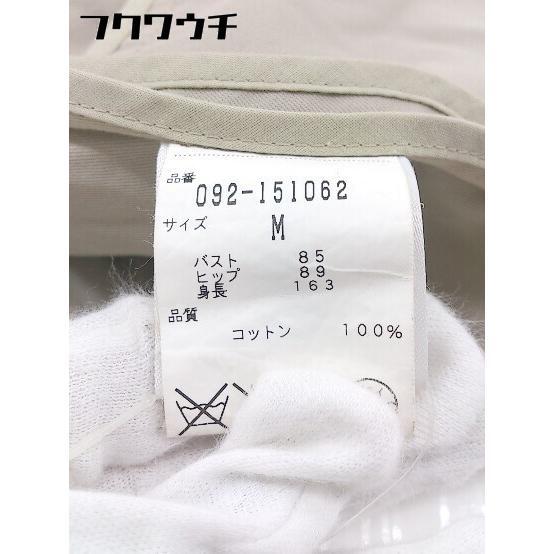 フクワウチ
品番
092-151062
サイズ
M
バスト 85
ヒップ 89
身長 163
品質
コットン 100%